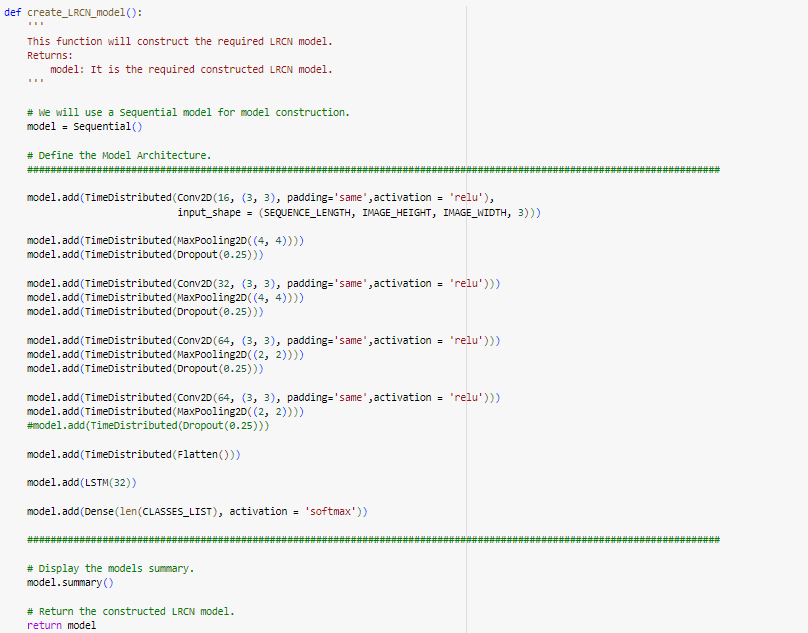 def create_LRCN_model():
    '''
    This function will construct the required LRCN model.
    Returns:
        model: It is the required constructed LRCN model.
    '''

    # We will use a Sequential model for model construction.
    model = Sequential()

    # Define the Model Architecture.
    ########################################################################################################################

    model.add(TimeDistributed(Conv2D(16, (3, 3), padding='same',activation = 'relu'),
                              input_shape = (SEQUENCE_LENGTH, IMAGE_HEIGHT, IMAGE_WIDTH, 3)))

    model.add(TimeDistributed(MaxPooling2D((4, 4))))
    model.add(TimeDistributed(Dropout(0.25)))

    model.add(TimeDistributed(Conv2D(32, (3, 3), padding='same',activation = 'relu')))
    model.add(TimeDistributed(MaxPooling2D((4, 4))))
    model.add(TimeDistributed(Dropout(0.25)))

    model.add(TimeDistributed(Conv2D(64, (3, 3), padding='same',activation = 'relu')))
    model.add(TimeDistributed(MaxPooling2D((2, 2))))
    model.add(TimeDistributed(Dropout(0.25)))

    model.add(TimeDistributed(Conv2D(64, (3, 3), padding='same',activation = 'relu')))
    model.add(TimeDistributed(MaxPooling2D((2, 2))))
    #model.add(TimeDistributed(Dropout(0.25)))

    model.add(TimeDistributed(Flatten()))

    model.add(LSTM(32))

    model.add(Dense(len(CLASSES_LIST), activation = 'softmax'))

    ########################################################################################################################

    # Display the models summary.
    model.summary()

    # Return the constructed LRCN model.
    return model